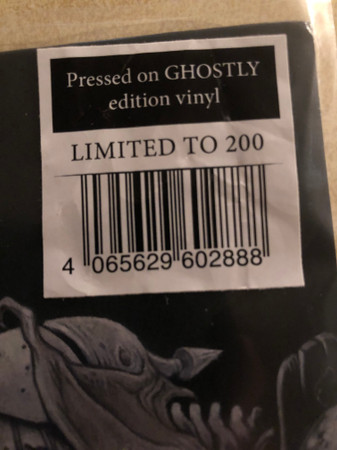 Pressed on GHOSTLY
edition vinyl
LIMITED TO 200
4 065629 602888